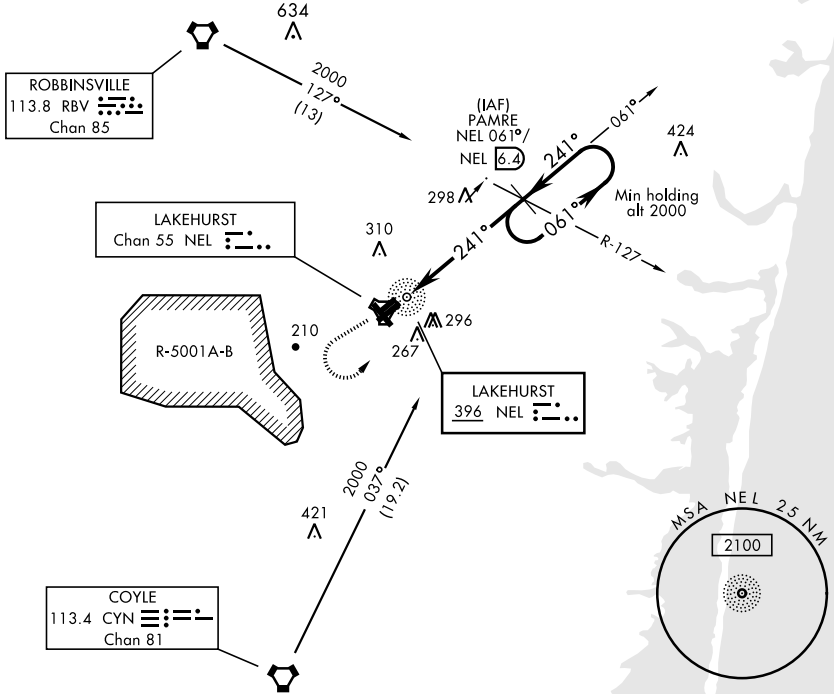 634
ROBBINSVILLE
113.8 RBV
Chan 85
2000
127°
(13)
(IAF)
PAMRE
NEL 061°/
NEL 6.4
061°
241°
424
298
Min holding
alt 2000
061°
R-127
LAKEHURST
Chan 55 NEL
310
241°
R-5001A-B
210
296
267
LAKEHURST
396 NEL
2000
037°
(19.2)
421
MSA NEL 25 NM
2100
COYLE
113.4 CYN
Chan 81